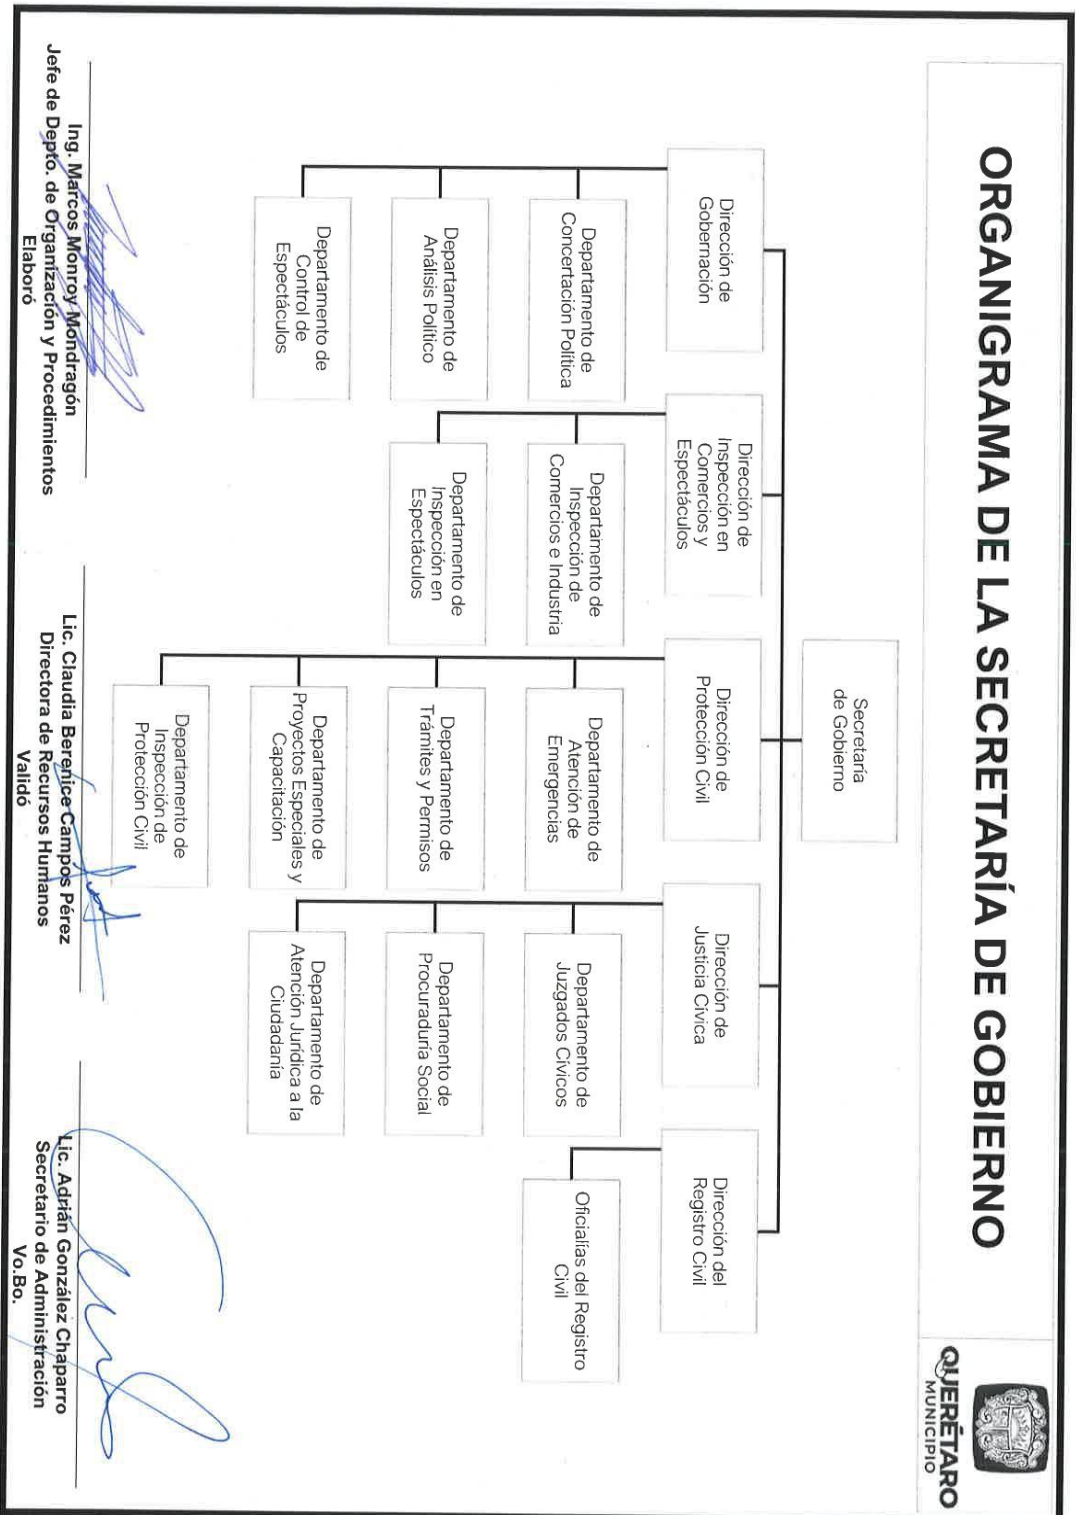 ORGANIGRAMA DE LA SECRETARÍA DE GOBIERNO
QUERÉTARO
MUNICIPIO
Secretaría
de Gobierno
Dirección de
Gobernación
Departamento de
Concertación Política
Departamento de
Análisis Político
Departamento de
Control de
Espectáculos
Dirección de
Inspección en
Comercios y
Espectáculos
Departamento de
Inspección de
Comercios e Industria
Departamento de
Inspección en
Espectáculos
Dirección de
Protección Civil
Departamento de
Atención de
Emergencias
Departamento de
Trámites y Permisos
Departamento de
Proyectos Especiales y
Capacitación
Departamento de
Inspección de
Protección Civil
Dirección de
Justicia Cívica
Departamento de
Juzgados Cívicos
Departamento de
Procuraduría Social
Departamento de
Atención Jurídica a la
Ciudadanía
Dirección del
Registro Civil
Oficialías del Registro
Civil
Ing. Marcos Monroy Mondragón
Jefe de Depto. de Organización y Procedimientos
Elaboró
Lic. Claudia Berenice Campos Pérez
Directora de Recursos Humanos
Validó
Lic. Adrián González Chaparro
Secretario de Administración
Vo.Bo.